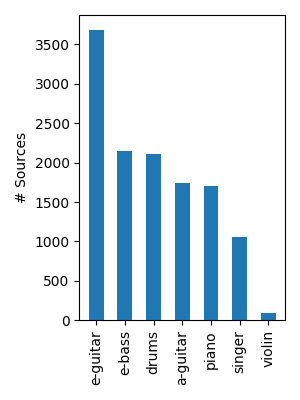 # Sources
3500
3000
2500
2000
1500
1000
500
0
e-guitar
e-bass
drums
a-guitar
piano
singer
violin